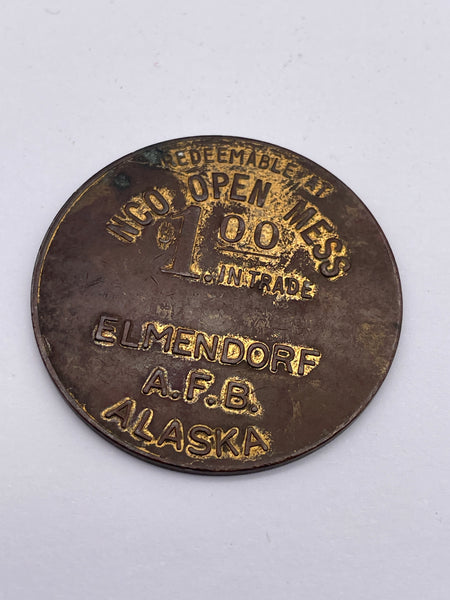 REDEEMABLE AT
NCO OPEN MESS
$1.00
IN TRADE
ELMENDORF
A.F.B.
ALASKA